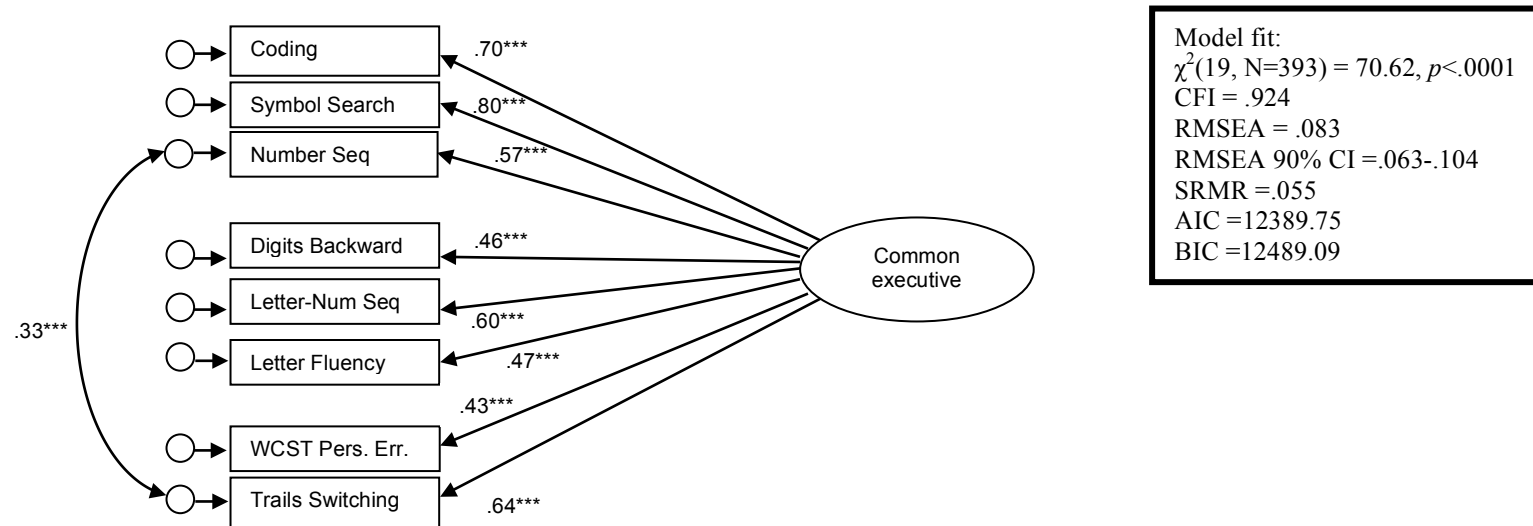 Coding
.70***
Symbol Search
.80***
Number Seq
.57***
Digits Backward
.46***
Letter-Num Seq
.60***
Letter Fluency
.47***
WCST Pers. Err.
.43***
Trails Switching
.64***
.33***
Common
executive
Model fit:
χ²(19, N=393) = 70.62, p<.0001
CFI = .924
RMSEA = .083
RMSEA 90% CI =.063-.104
SRMR =.055
AIC =12389.75
BIC =12489.09